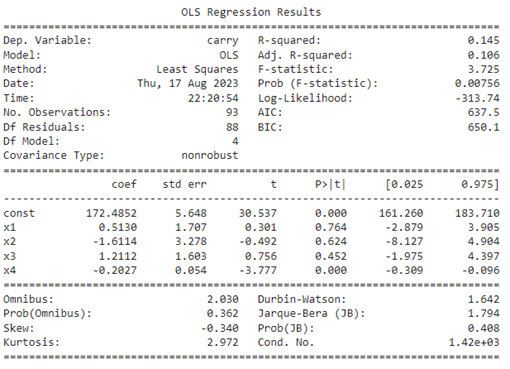 OLS Regression Results
==============================================================================
Dep. Variable:                  carry   R-squared:                       0.145
Model:                            OLS   Adj. R-squared:                  0.106
Method:                 Least Squares   F-statistic:                     3.725
Date:                Thu, 17 Aug 2023   Prob (F-statistic):            0.00756
Time:                        22:20:54   Log-Likelihood:                -313.74
No. Observations:                  93   AIC:                             637.5
Df Residuals:                      88   BIC:                             650.1
Df Model:                           4
Covariance Type:            nonrobust
==============================================================================
                 coef    std err          t      P>|t|      [0.025      0.975]
------------------------------------------------------------------------------
const        172.4852      5.648     30.537      0.000     161.260     183.710
x1             0.5130      1.707      0.301      0.764      -2.879       3.905
x2            -1.6114      3.278     -0.492      0.624      -8.127       4.904
x3             1.2112      1.603      0.756      0.452      -1.975       4.397
x4            -0.2027      0.054     -3.777      0.000      -0.309      -0.096
==============================================================================
Omnibus:                        2.030   Durbin-Watson:                   1.642
Prob(Omnibus):                  0.362   Jarque-Bera (JB):                1.794
Skew:                          -0.340   Prob(JB):                        0.408
Kurtosis:                       2.972   Cond. No.                     1.42e+03
==============================================================================